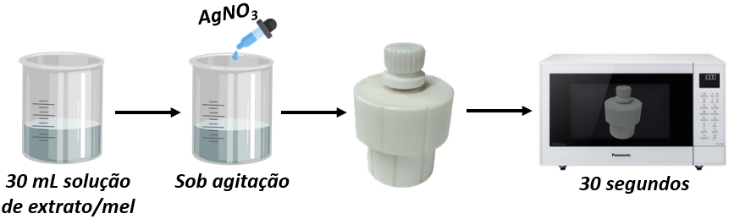 AgNO3
30 mL solução
de extrato/mel
Sob agitação
Panasonic
30 segundos